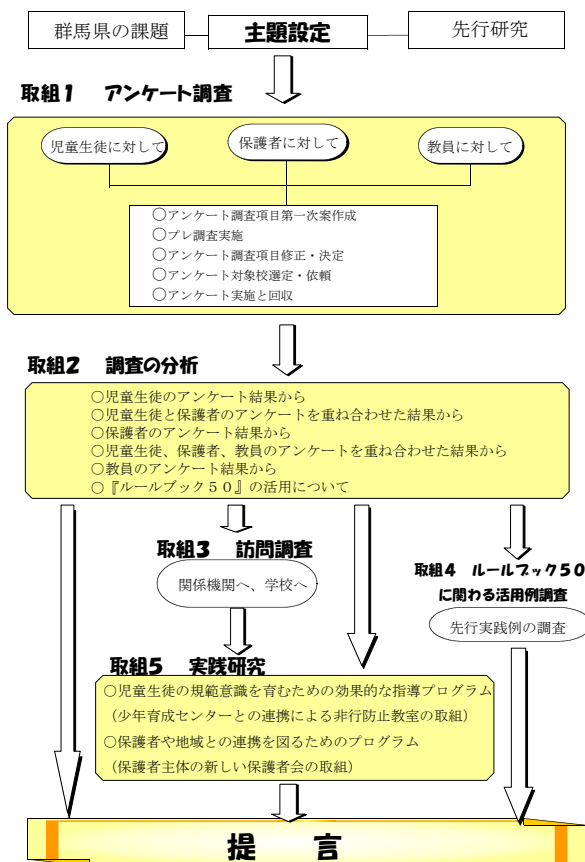 群馬県の課題
主題設定
先行研究
取組1 アンケート調査
児童生徒に対して
保護者に対して
教員に対して
○アンケート調査項目第一次案作成
○プレ調査実施
○アンケート調査項目修正・決定
○アンケート対象校選定・依頼
○アンケート実施と回収
取組2 調査の分析
○児童生徒のアンケート結果から
○児童生徒と保護者のアンケートを重ね合わせた結果から
○保護者のアンケート結果から
○児童生徒、保護者、教員のアンケートを重ね合わせた結果から
○教員のアンケート結果から
○『ルールブック50』の活用について
取組3 訪問調査
関係機関へ、学校へ
取組4 ルールブック50
に関わる活用例調査
先行実践例の調査
取組5 実践研究
○児童生徒の規範意識を育むための効果的な指導プログラム
(少年育成センターとの連携による非行防止教室の取組)
○保護者や地域との連携を図るためのプログラム
(保護者主体の新しい保護者会の取組)
提 言